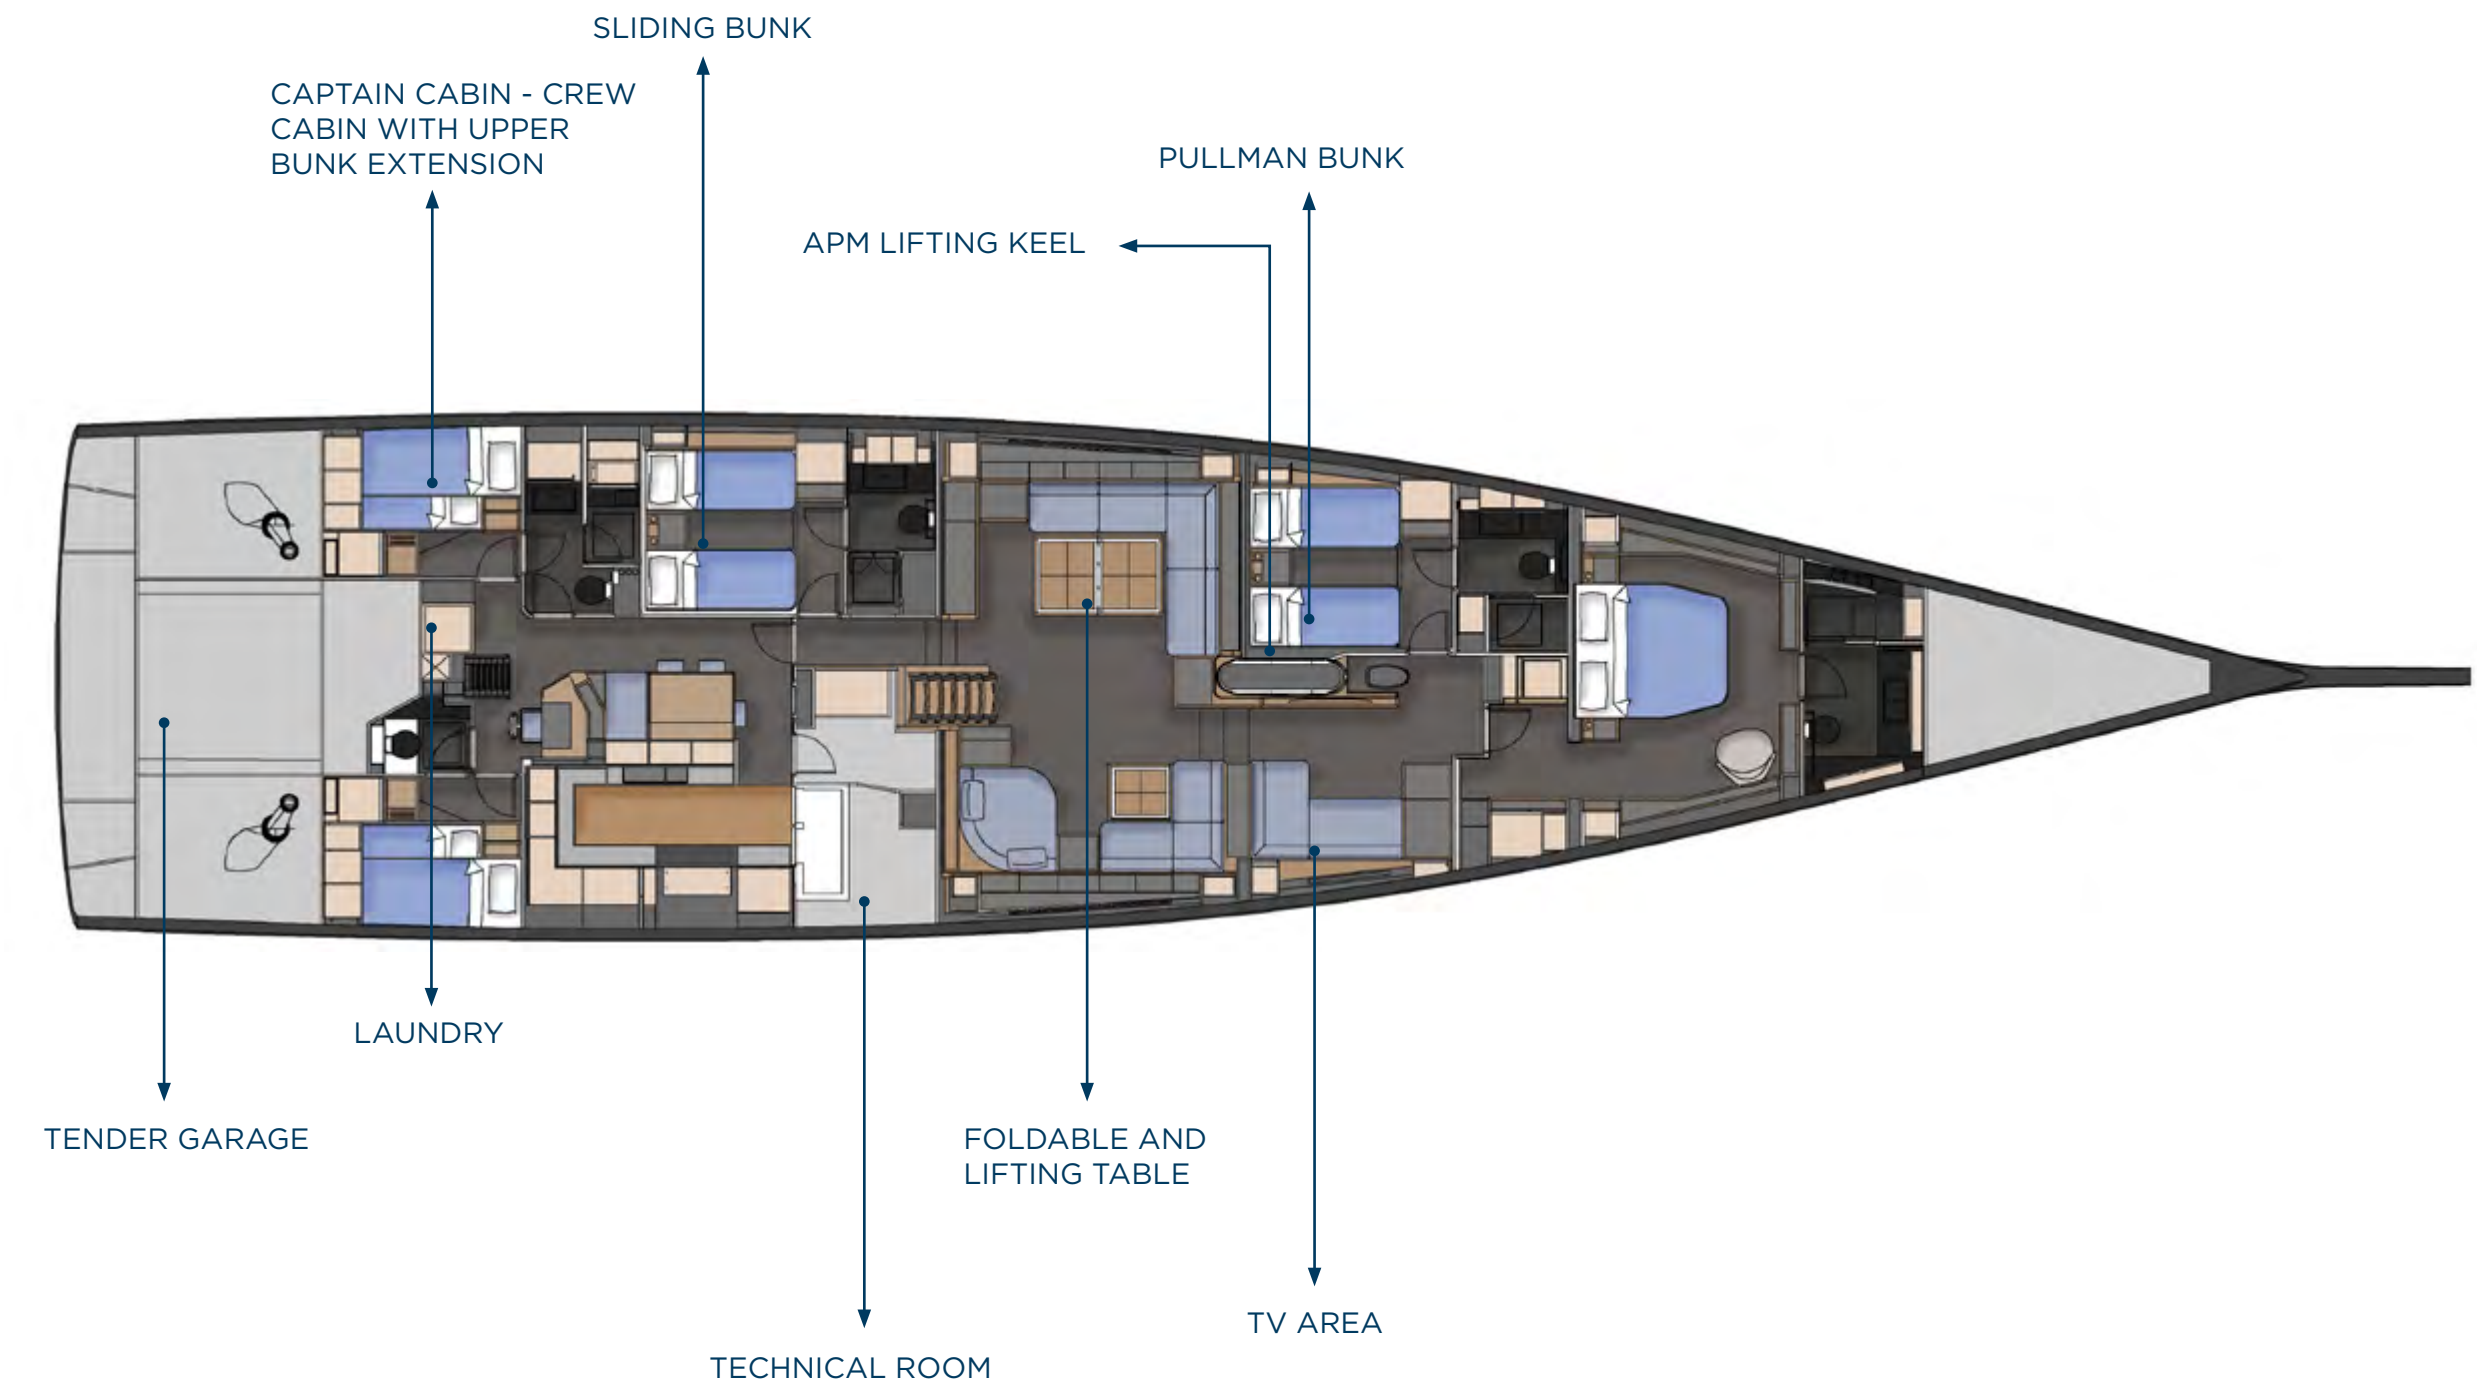 SLIDING BUNK
CAPTAIN CABIN - CREW
CABIN WITH UPPER
BUNK EXTENSION
PULLMAN BUNK
APM LIFTING KEEL
LAUNDRY
TENDER GARAGE
FOLDABLE AND
LIFTING TABLE
TV AREA
TECHNICAL ROOM